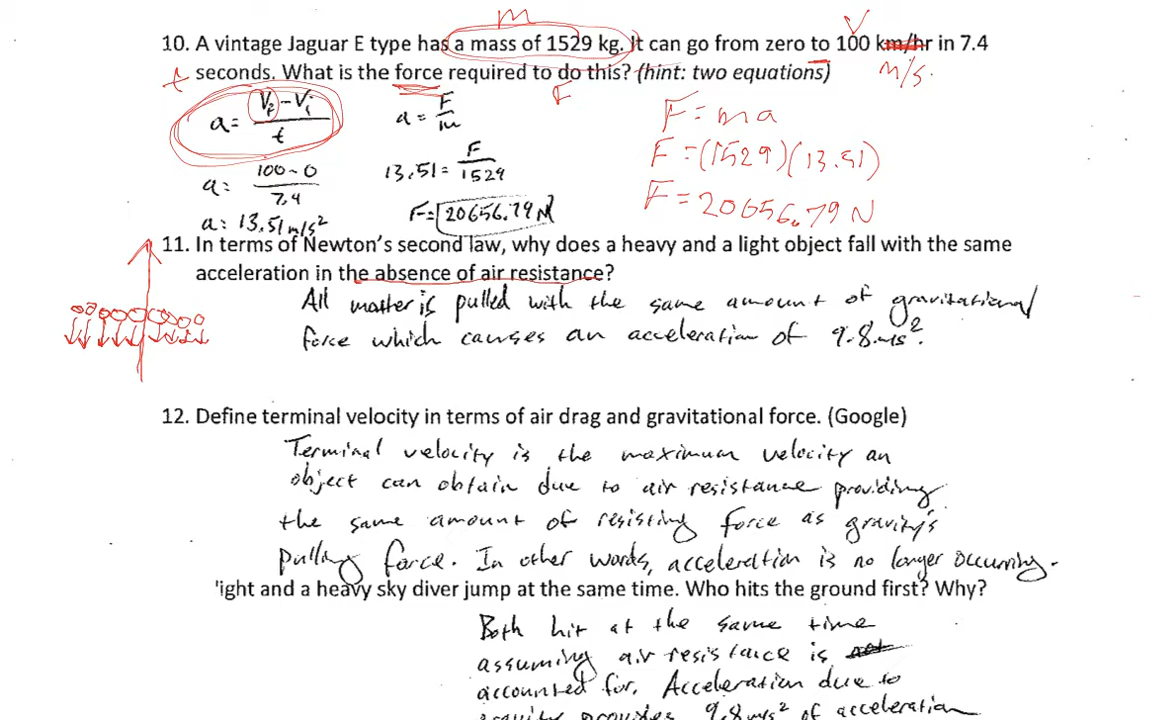 m
V
10. A vintage Jaguar E type has a mass of 1529 kg. It can go from zero to 100 km/hr in 7.4
m/s.
t seconds. What is the force required to do this? (hint: two equations)
F
a = Vf - Vi / t
a = F / m
F = ma
a = 100 - 0 / 7.4
13.51 = F / 1529
F = (1529)(13.51)
a = 13.51 m/s²
F = 20656.79 N
F = 20656.79 N
11. In terms of Newton's second law, why does a heavy and a light object fall with the same
acceleration in the absence of air resistance?
All matter is pulled with the same amount of gravitational
force which causes an acceleration of 9.8 m/s².
12. Define terminal velocity in terms of air drag and gravitational force. (Google)
Terminal velocity is the maximum velocity an
object can obtain due to air resistance providing
the same amount of resisting force as gravity's
pulling force. In other words, acceleration is no longer occurring.
ight and a heavy sky diver jump at the same time. Who hits the ground first? Why?
Both hit at the same time
assuming air resistance is not
accounted for. Acceleration due to
gravity provides 9.8 m/s² of acceleration